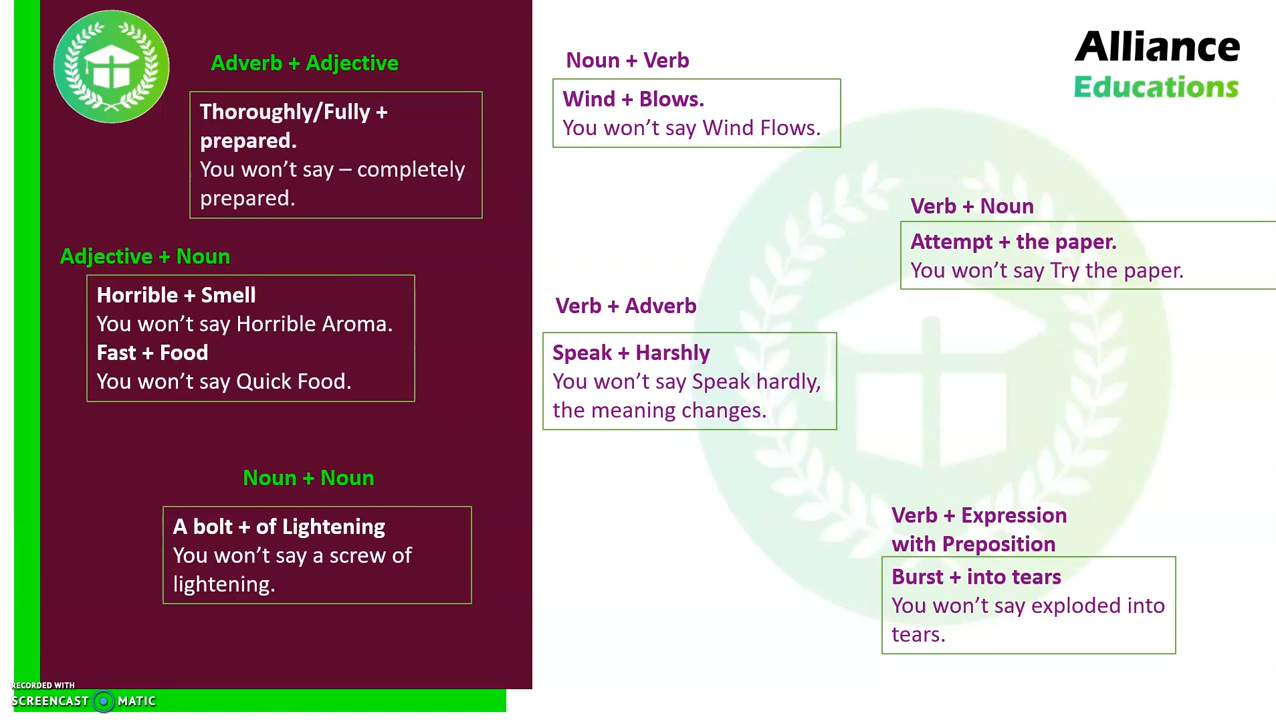 Adverb + Adjective
Thoroughly/Fully +
prepared.
You won’t say – completely
prepared.
Adjective + Noun
Horrible + Smell
You won’t say Horrible Aroma.
Fast + Food
You won’t say Quick Food.
Noun + Noun
A bolt + of Lightening
You won’t say a screw of
lightening.
Noun + Verb
Wind + Blows.
You won’t say Wind Flows.
Verb + Adverb
Speak + Harshly
You won’t say Speak hardly,
the meaning changes.
Alliance
Educations
Verb + Noun
Attempt + the paper.
You won’t say Try the paper.
Verb + Expression
with Preposition
Burst + into tears
You won’t say exploded into
tears.
RECORDED WITH
SCREENCAST MATIC